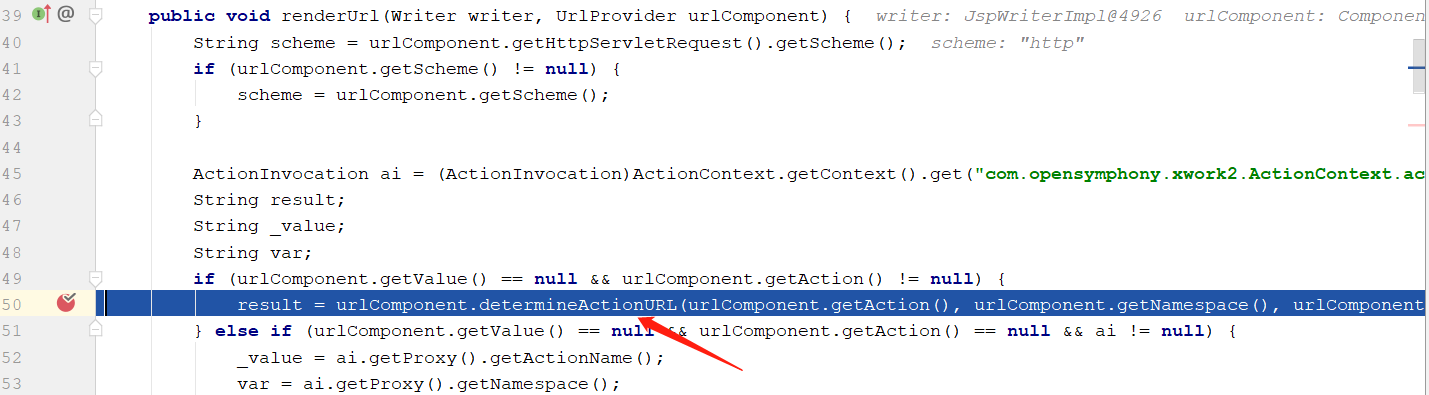 39 public void renderUrl(Writer writer, UrlProvider urlComponent) { writer: JspWriterImpl@4926 urlComponent: Componen
40 String scheme = urlComponent.getHttpServletRequest().getScheme(); scheme: "http"
41 if (urlComponent.getScheme() != null) {
42 scheme = urlComponent.getScheme();
43 }
44
45 ActionInvocation ai = (ActionInvocation)ActionContext.getContext().get("com.opensymphony.xwork2.ActionContext.ac
46 String result;
47 String _value;
48 String var;
49 if (urlComponent.getValue() == null && urlComponent.getAction() != null) {
50 result = urlComponent.determineActionURL(urlComponent.getAction(), urlComponent.getNamespace(), urlComponent
51 } else if (urlComponent.getValue() == null && urlComponent.getAction() == null && ai != null) {
52 _value = ai.getProxy().getActionName();
53 var = ai.getProxy().getNamespace();